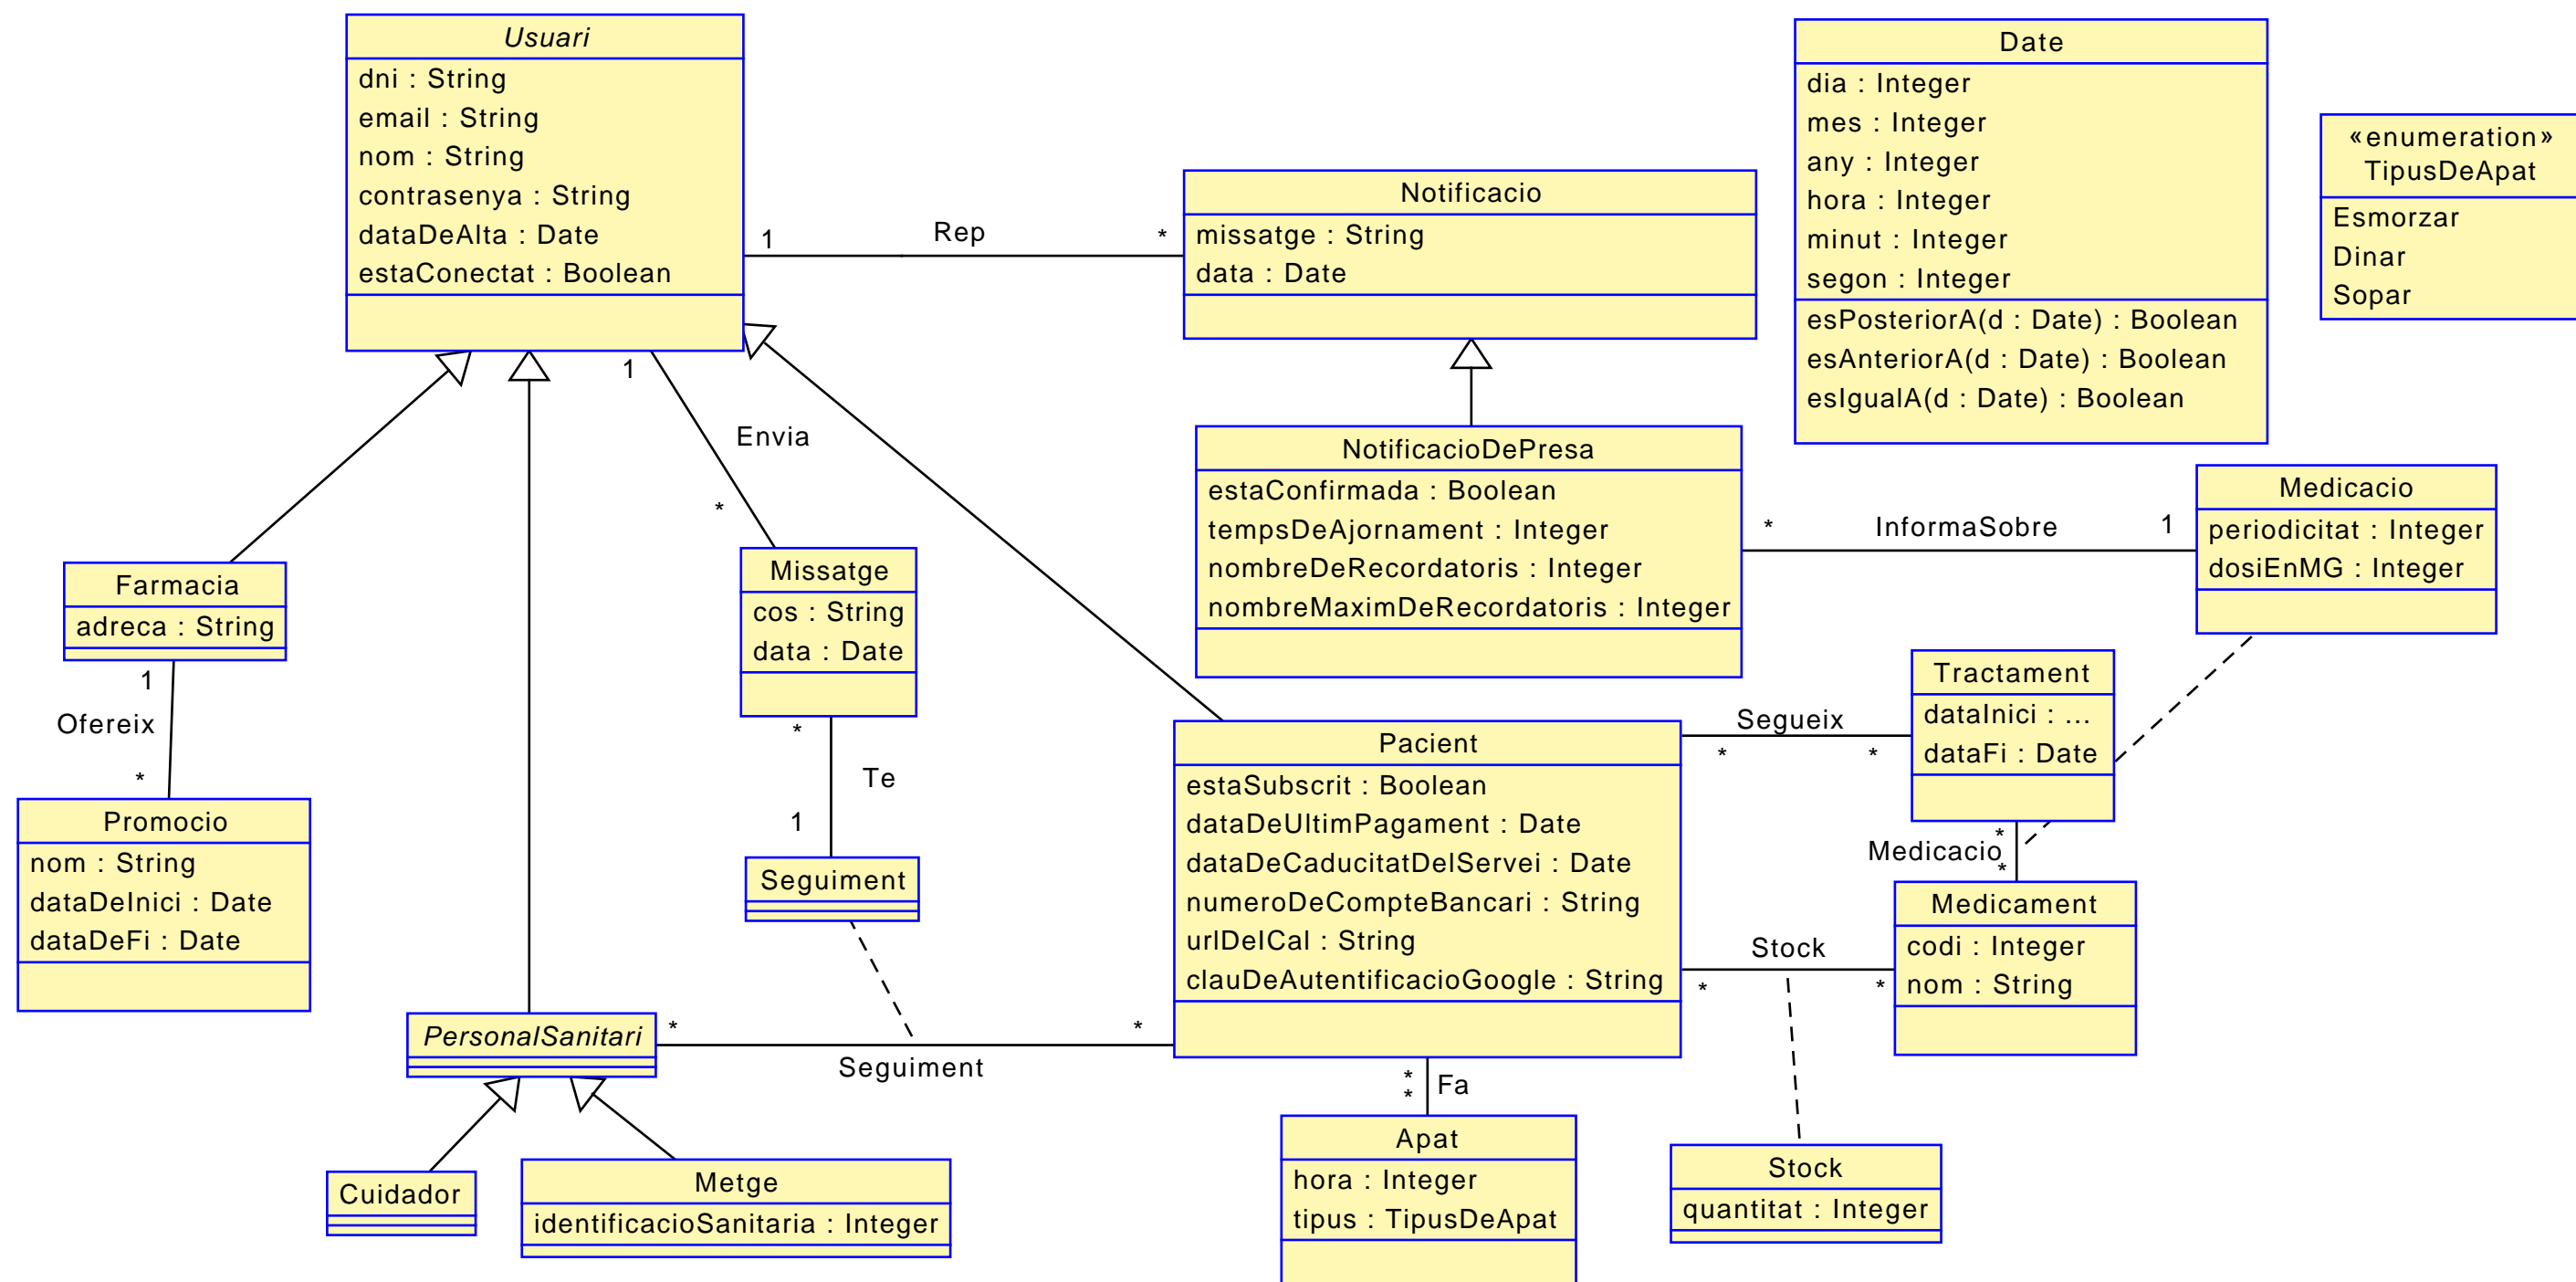 Usuari
dni : String
email : String
nom : String
contrasenya : String
dataDeAlta : Date
estaConectat : Boolean
1
Rep
*
Notificacio
missatge : String
data : Date
Date
dia : Integer
mes : Integer
any : Integer
hora : Integer
minut : Integer
segon : Integer
esPosteriorA(d : Date) : Boolean
esAnteriorA(d : Date) : Boolean
esIgualA(d : Date) : Boolean
«enumeration»
TipusDeApat
Esmorzar
Dinar
Sopar
1
Envia
*
NotificacioDePresa
estaConfirmada : Boolean
tempsDeAjornament : Integer
nombreDeRecordatoris : Integer
nombreMaximDeRecordatoris : Integer
*
InformaSobre
1
Medicacio
periodicitat : Integer
dosiEnMG : Integer
Farmacia
adreca : String
1
Ofereix
*
Promocio
nom : String
dataDeInici : Date
dataDeFi : Date
Missatge
cos : String
data : Date
*
Te
1
Seguiment
Pacient
estaSubscrit : Boolean
dataDeUltimPagament : Date
dataDeCaducitatDelServei : Date
numeroDeCompteBancari : String
urlDelCal : String
clauDeAutentificacioGoogle : String
Segueix
*
*
Tractament
dataInici : ...
dataFi : Date
*
Medicacio
*
Medicament
codi : Integer
nom : String
Stock
*
*
PersonalSanitari
*
*
Seguiment
*
*
Fa
Cuidador
Metge
identificacioSanitaria : Integer
Apat
hora : Integer
tipus : TipusDeApat
Stock
quantitat : Integer